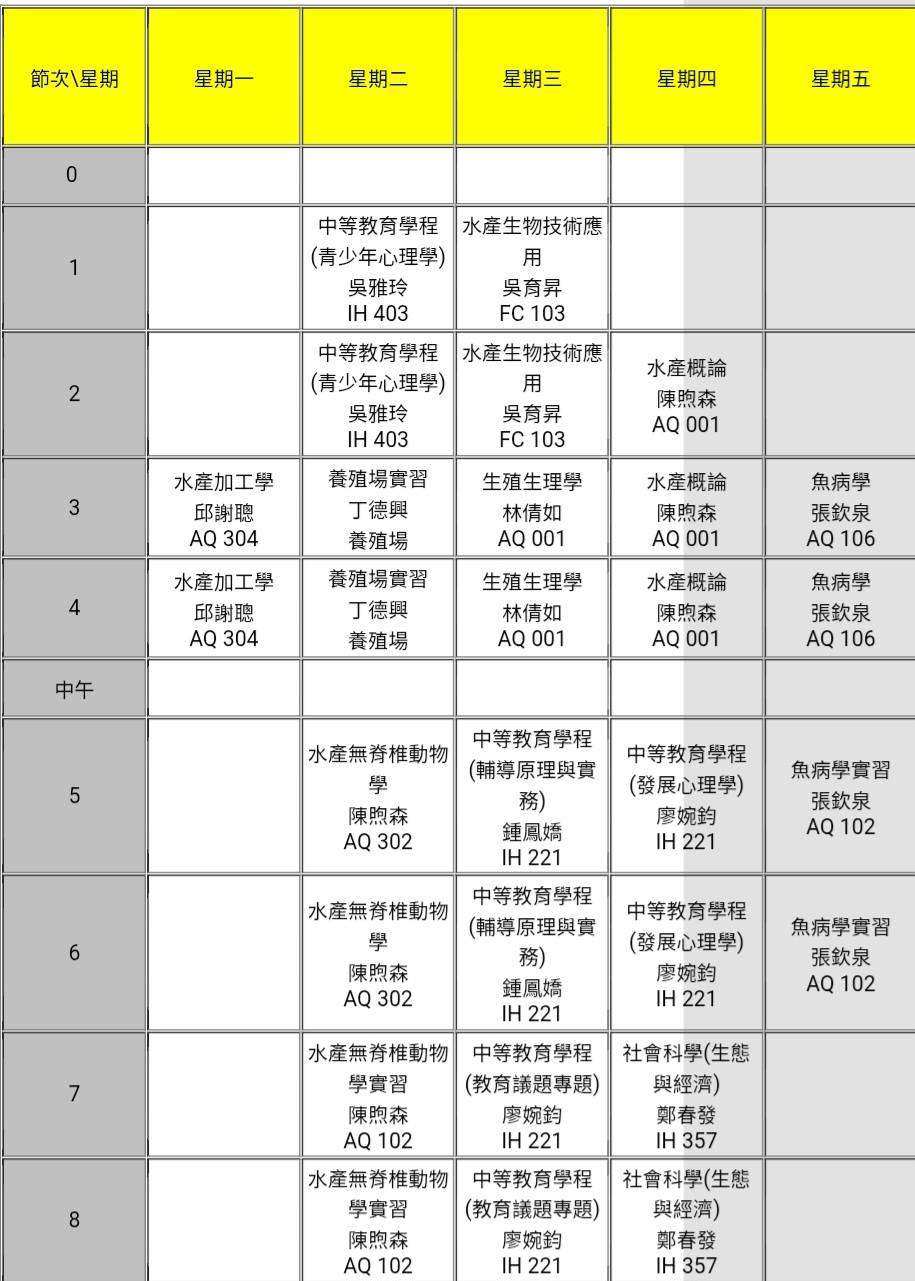 節次\星期 星期一 星期二 星期三 星期四 星期五
0
1
中等教育學程
(青少年心理學)
吳雅玲
IH 403
水產生物技術應
用
吳育昇
FC 103
2
中等教育學程
(青少年心理學)
吳雅玲
IH 403
水產生物技術應
用
吳育昇
FC 103
水產概論
陳煦森
AQ 001
3
水產加工學
邱謝聰
AQ 304
養殖場實習
丁德興
養殖場
生殖生理學
林倩如
AQ 001
水產概論
陳煦森
AQ 001
魚病學
張欽泉
AQ 106
4
水產加工學
邱謝聰
AQ 304
養殖場實習
丁德興
養殖場
生殖生理學
林倩如
AQ 001
水產概論
陳煦森
AQ 001
魚病學
張欽泉
AQ 106
中午
5
水產無脊椎動物
學
陳煦森
AQ 302
中等教育學程
(輔導原理與實
務)
鍾鳳嬌
IH 221
中等教育學程
(發展心理學)
廖婉鈞
IH 221
魚病學實習
張欽泉
AQ 102
6
水產無脊椎動物
學
陳煦森
AQ 302
中等教育學程
(輔導原理與實
務)
鍾鳳嬌
IH 221
中等教育學程
(發展心理學)
廖婉鈞
IH 221
魚病學實習
張欽泉
AQ 102
7
水產無脊椎動物
學實習
陳煦森
AQ 102
中等教育學程
(教育議題專題)
廖婉鈞
IH 221
社會科學(生態
與經濟)
鄭春發
IH 357
8
水產無脊椎動物
學實習
陳煦森
AQ 102
中等教育學程
(教育議題專題)
廖婉鈞
IH 221
社會科學(生態
與經濟)
鄭春發
IH 357